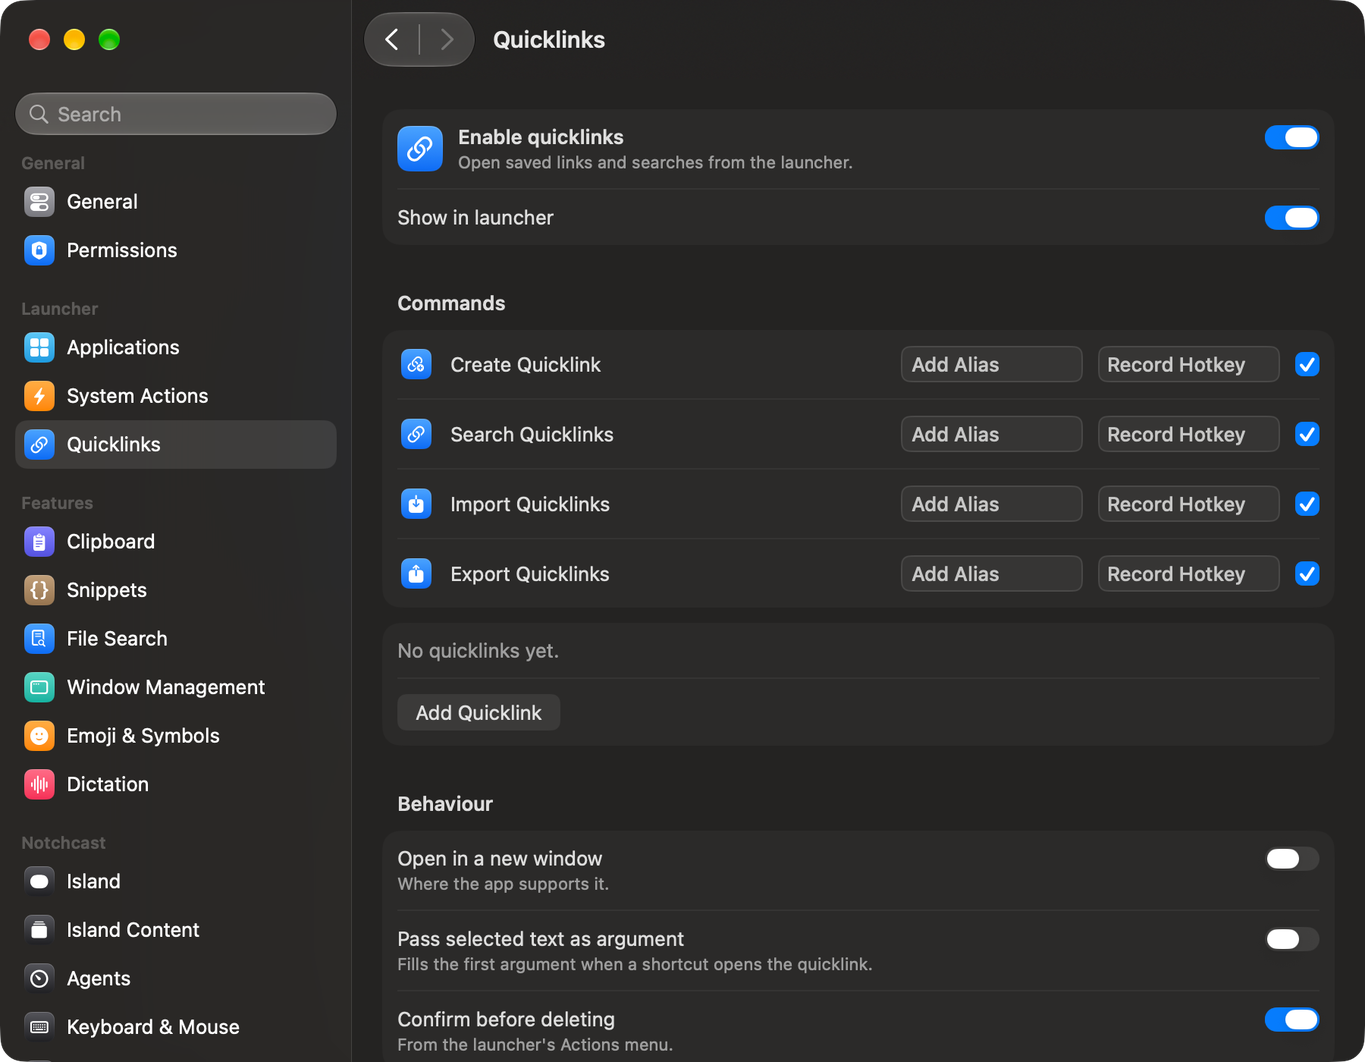 Quicklinks
Search
General
General
Permissions
Launcher
Applications
System Actions
Quicklinks
Features
Clipboard
Snippets
File Search
Window Management
Emoji & Symbols
Dictation
Notchcast
Island
Island Content
Agents
Keyboard & Mouse
Enable quicklinks
Open saved links and searches from the launcher.
Show in launcher
Commands
Create Quicklink Add Alias Record Hotkey
Search Quicklinks Add Alias Record Hotkey
Import Quicklinks Add Alias Record Hotkey
Export Quicklinks Add Alias Record Hotkey
No quicklinks yet.
Add Quicklink
Behaviour
Open in a new window
Where the app supports it.
Pass selected text as argument
Fills the first argument when a shortcut opens the quicklink.
Confirm before deleting
From the launcher's Actions menu.